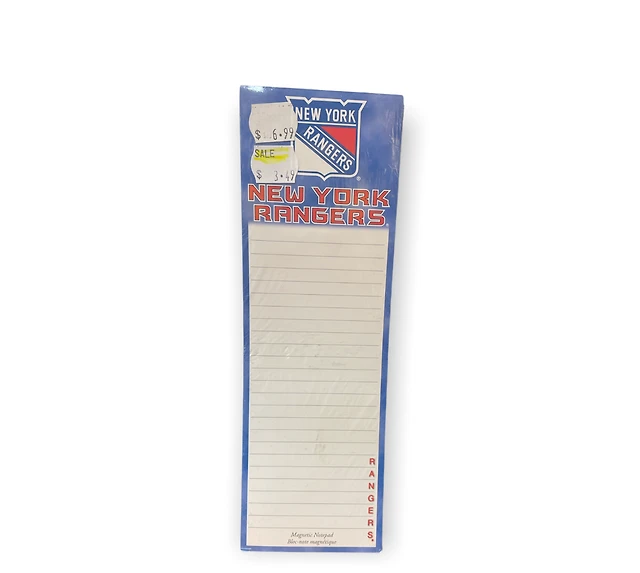 $ 6.99
SALE
$ 3.49
NEW YORK
RANGERS
®
NEW YORK
RANGERS
R
A
N
G
E
R
S
Magnetic Notepad
Bloc-note magnétique